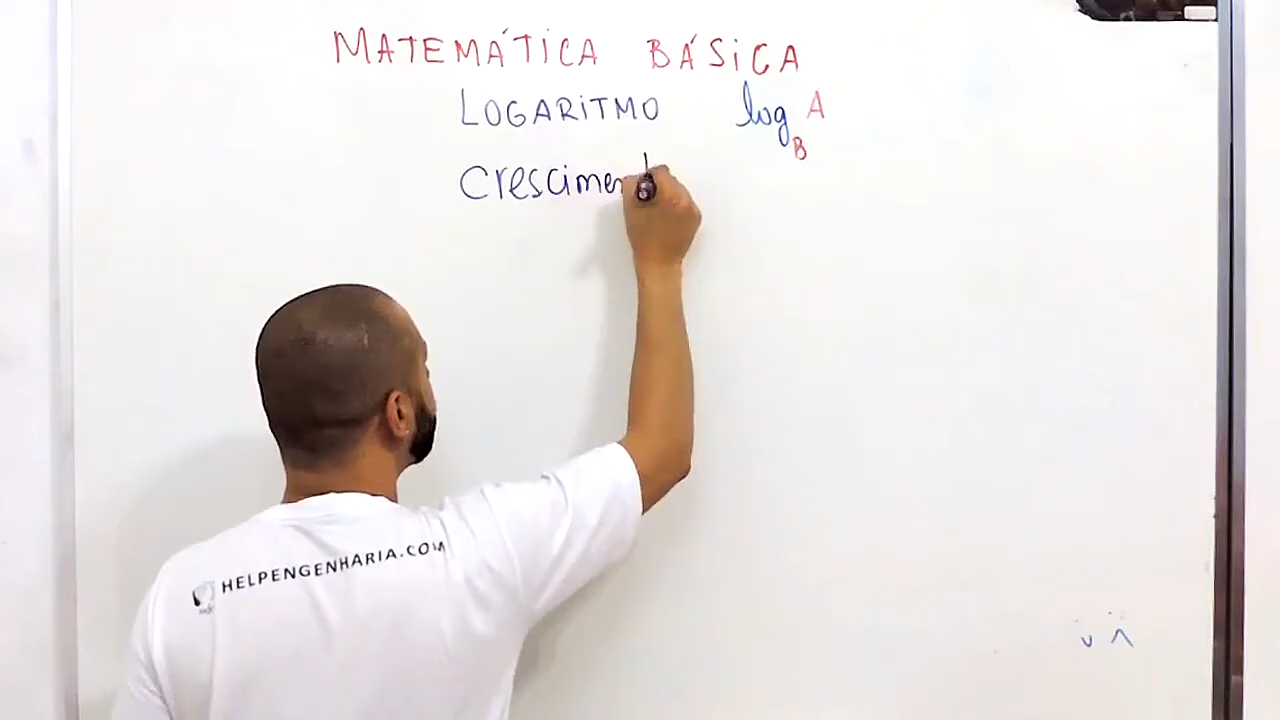 MATEMÁTICA BÁSICA
LOGARITMO log B A
Crescimen
HELPENGENHARIA.COM